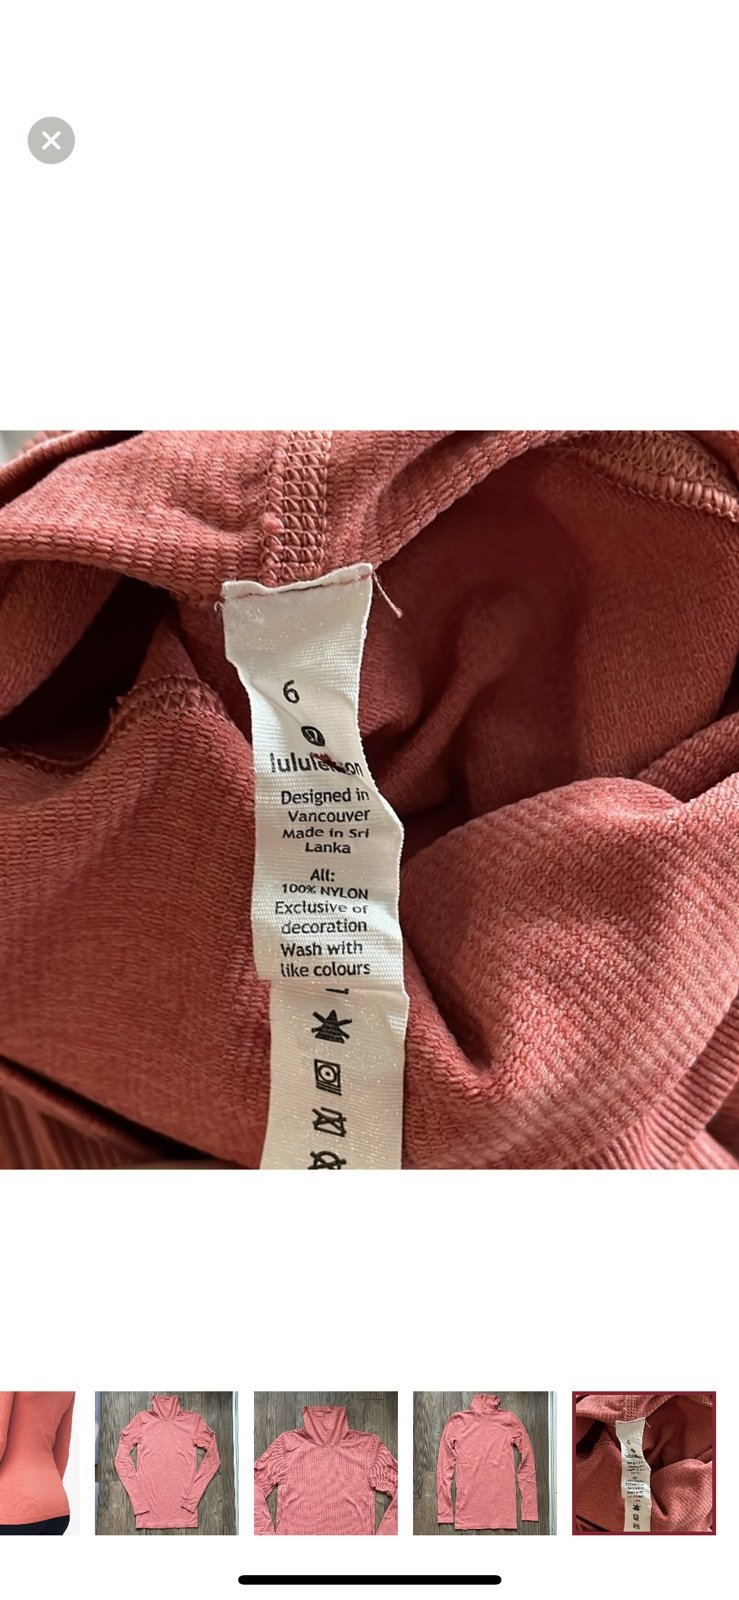 6
lululemon
Designed in
Vancouver
Made in Sri
Lanka
All:
100% NYLON
Exclusive of
decoration
Wash with
like colours